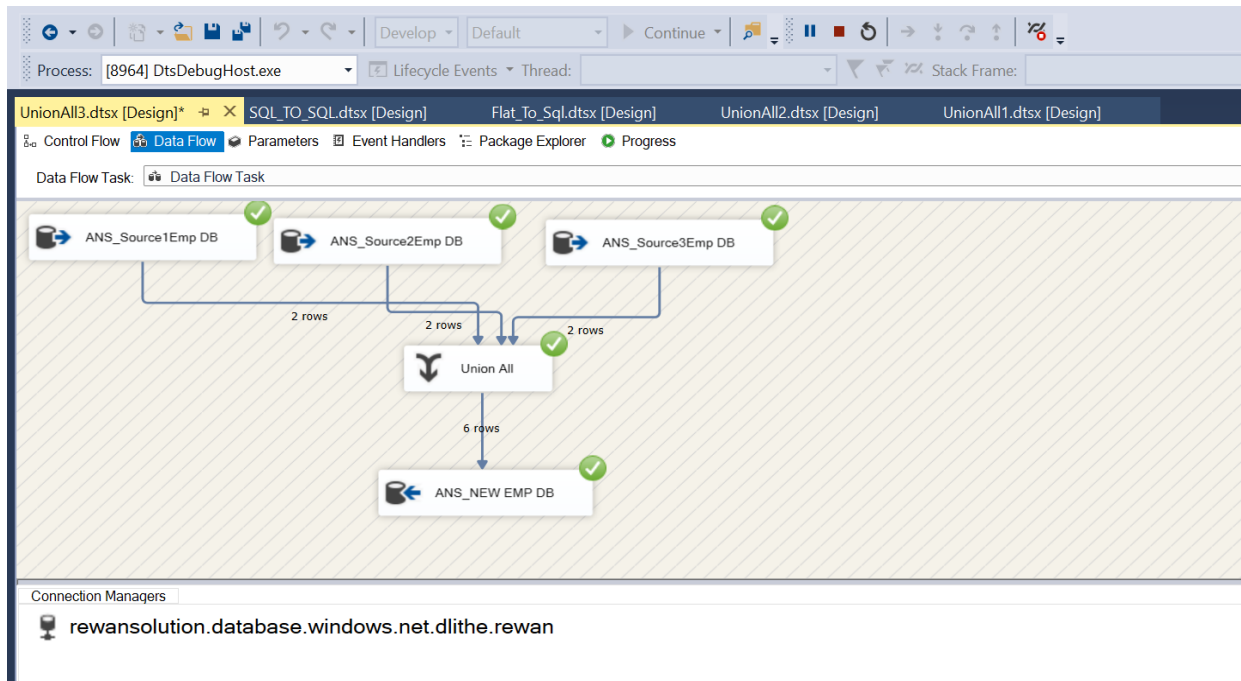 Develop Default Continue
Process: [8964] DtsDebugHost.exe Lifecycle Events Thread: Stack Frame:
UnionAll3.dtsx [Design]* SQL_TO_SQL.dtsx [Design] Flat_To_Sql.dtsx [Design] UnionAll2.dtsx [Design] UnionAll1.dtsx [Design]
Control Flow Data Flow Parameters Event Handlers Package Explorer Progress
Data Flow Task: Data Flow Task
ANS_Source1Emp DB ANS_Source2Emp DB ANS_Source3Emp DB
2 rows 2 rows 2 rows
Union All
6 rows
ANS_NEW EMP DB
Connection Managers
rewansolution.database.windows.net.dlithe.rewan